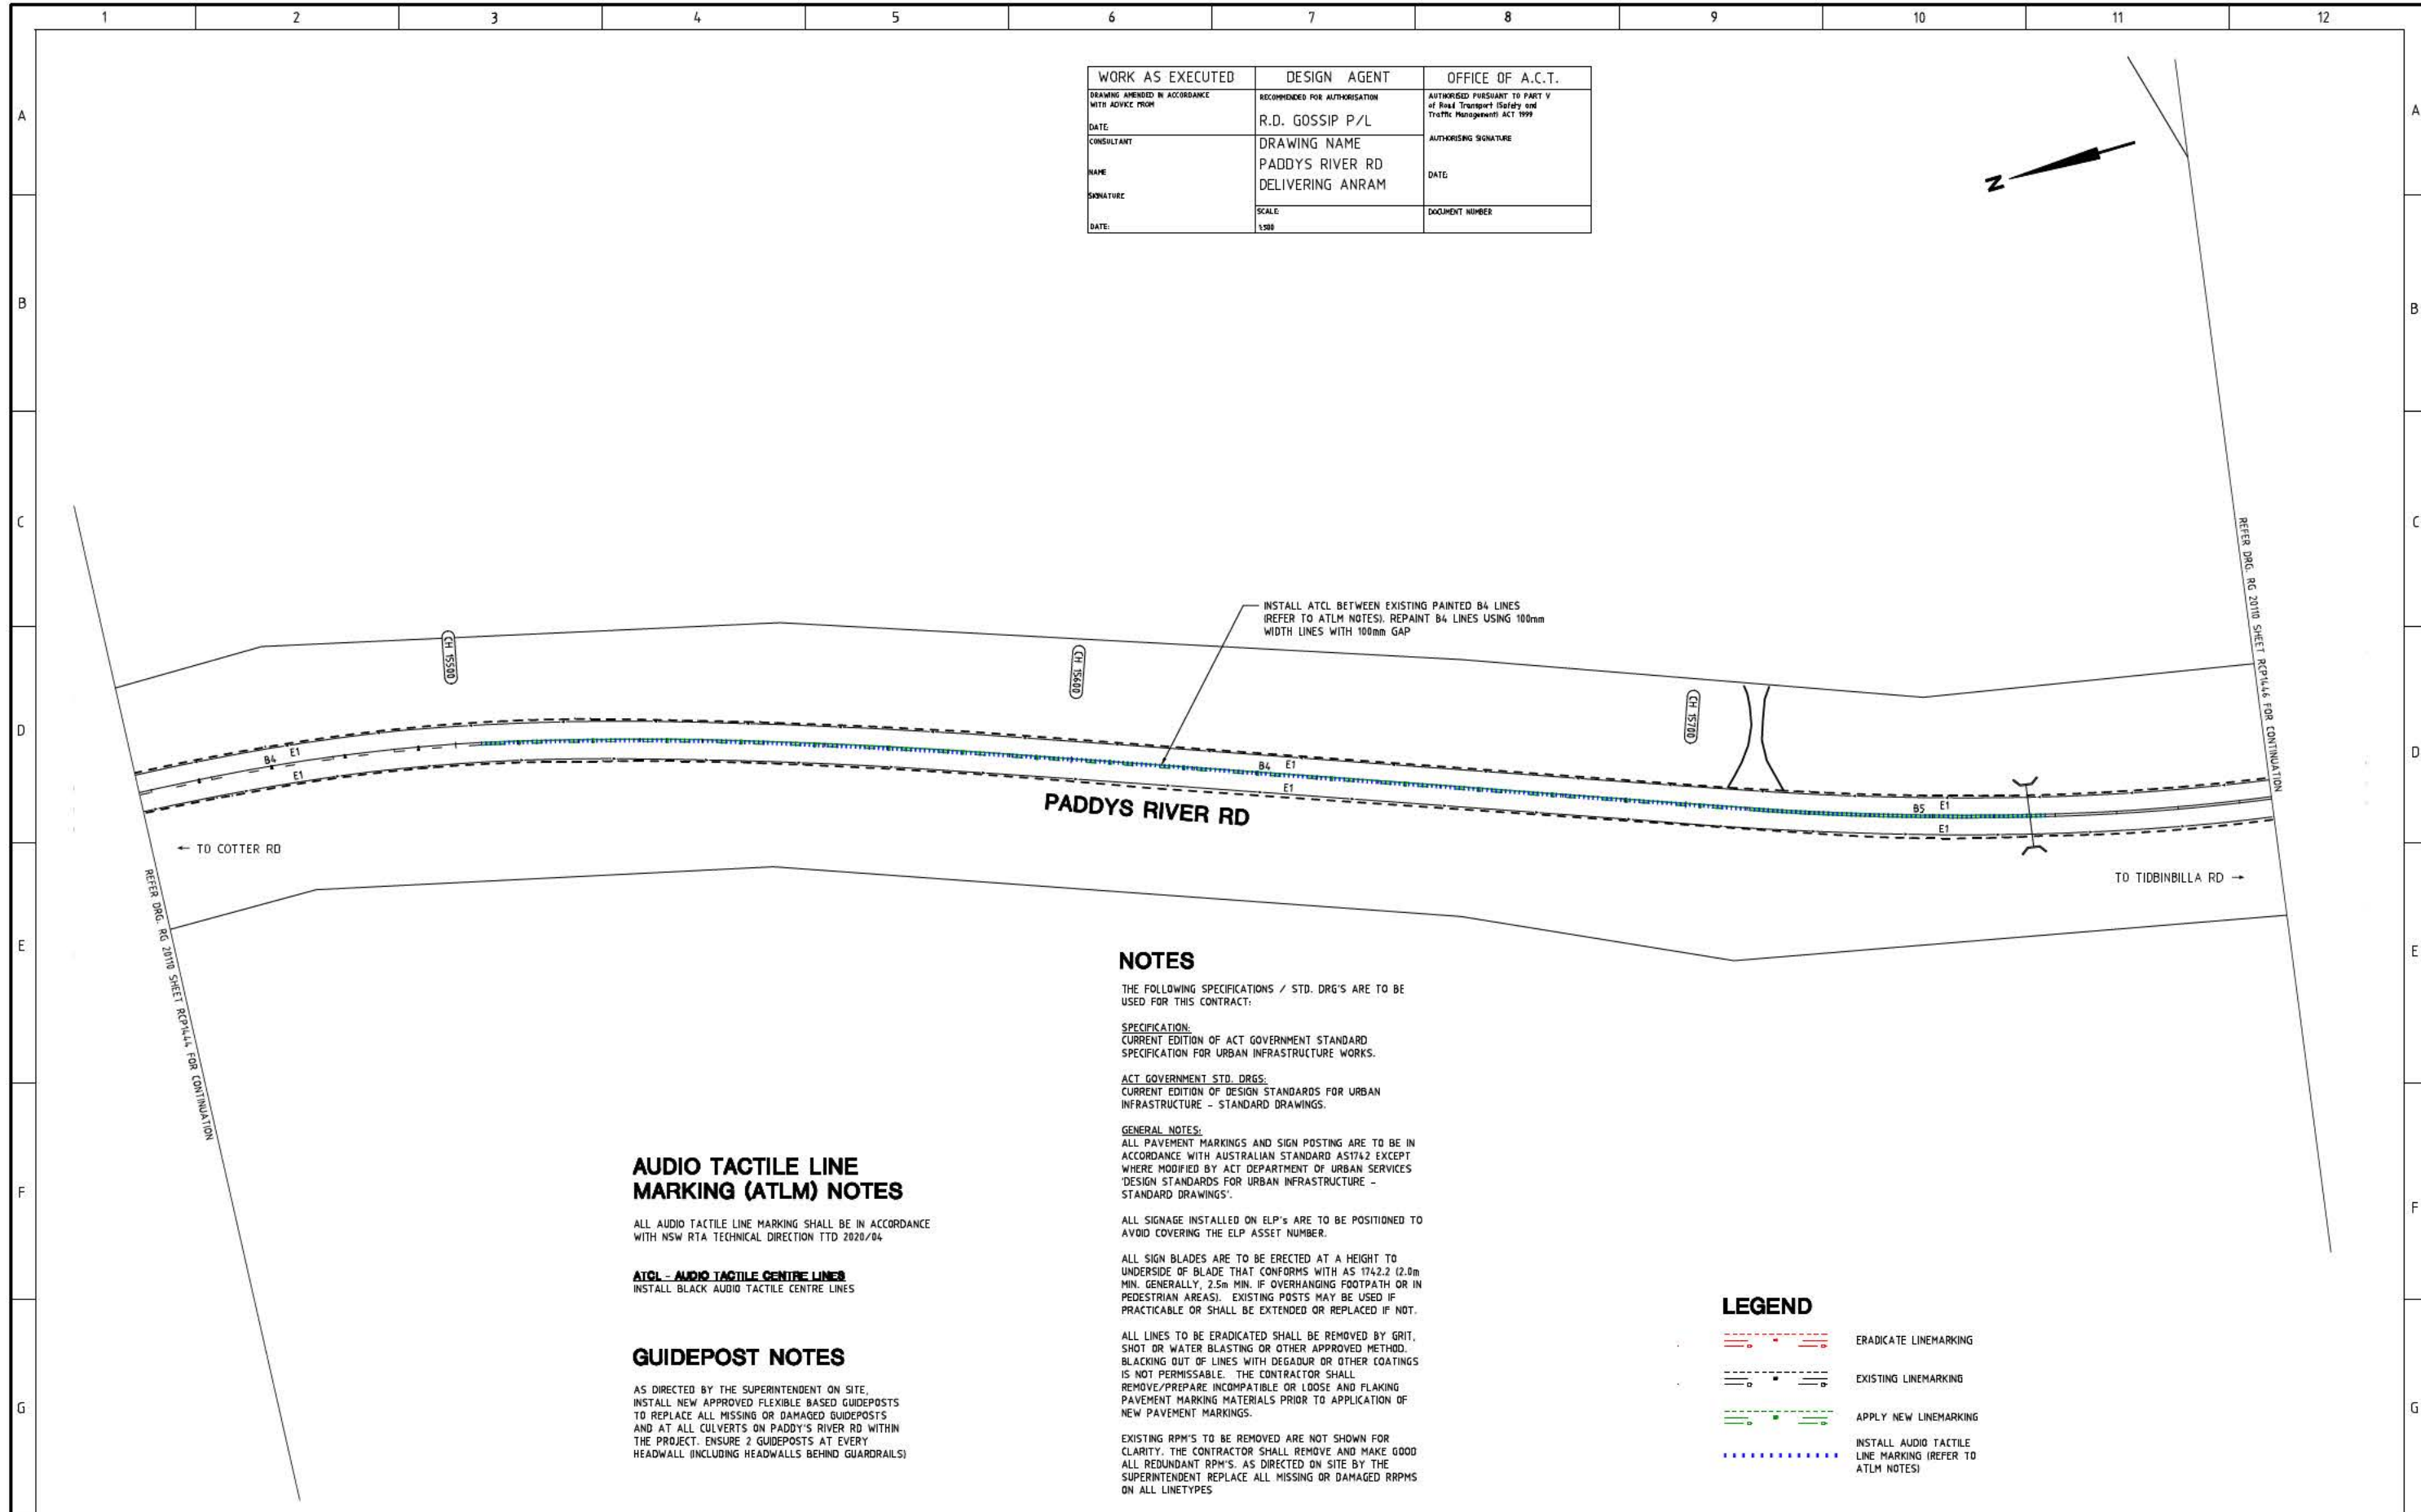 1 2 3 4 5 6 7 8 9 10 11 12
A A
B B
C C
D D
E E
F F
G G
WORK AS EXECUTED
DRAWING AMENDED IN ACCORDANCE
WITH ADVICE FROM
DATE:
CONSULTANT
NAME
SIGNATURE
DATE:
DESIGN AGENT
RECOMMENDED FOR AUTHORISATION
R.D. GOSSIP P/L
DRAWING NAME
PADDYS RIVER RD
DELIVERING ANRAM
SCALE:
1:500
OFFICE OF A.C.T.
AUTHORISED PURSUANT TO PART V
of Road Transport (Safety and
Traffic Management) ACT 1999
AUTHORISING SIGNATURE
DATE:
DOCUMENT NUMBER
N
INSTALL ATCL BETWEEN EXISTING PAINTED B4 LINES
(REFER TO ATLM NOTES). REPAINT B4 LINES USING 100mm
WIDTH LINES WITH 100mm GAP
CH 15500
CH 15600
CH 15700
E1
B4
E1
B4 E1
E1
B5 E1
E1
PADDYS RIVER RD
← TO COTTER RD
TO TIDBINBILLA RD →
REFER DRG. RG 20110 SHEET RCP1444 FOR CONTINUATION
REFER DRG. RG 20110 SHEET RCP1446 FOR CONTINUATION
AUDIO TACTILE LINE
MARKING (ATLM) NOTES
ALL AUDIO TACTILE LINE MARKING SHALL BE IN ACCORDANCE
WITH NSW RTA TECHNICAL DIRECTION TTD 2020/04
ATCL - AUDIO TACTILE CENTRE LINES
INSTALL BLACK AUDIO TACTILE CENTRE LINES
GUIDEPOST NOTES
AS DIRECTED BY THE SUPERINTENDENT ON SITE,
INSTALL NEW APPROVED FLEXIBLE BASED GUIDEPOSTS
TO REPLACE ALL MISSING OR DAMAGED GUIDEPOSTS
AND AT ALL CULVERTS ON PADDY'S RIVER RD WITHIN
THE PROJECT. ENSURE 2 GUIDEPOSTS AT EVERY
HEADWALL (INCLUDING HEADWALLS BEHIND GUARDRAILS)
NOTES
THE FOLLOWING SPECIFICATIONS / STD. DRG'S ARE TO BE
USED FOR THIS CONTRACT:
SPECIFICATION:
CURRENT EDITION OF ACT GOVERNMENT STANDARD
SPECIFICATION FOR URBAN INFRASTRUCTURE WORKS.
ACT GOVERNMENT STD. DRGS:
CURRENT EDITION OF DESIGN STANDARDS FOR URBAN
INFRASTRUCTURE - STANDARD DRAWINGS.
GENERAL NOTES:
ALL PAVEMENT MARKINGS AND SIGN POSTING ARE TO BE IN
ACCORDANCE WITH AUSTRALIAN STANDARD AS1742 EXCEPT
WHERE MODIFIED BY ACT DEPARTMENT OF URBAN SERVICES
'DESIGN STANDARDS FOR URBAN INFRASTRUCTURE -
STANDARD DRAWINGS'.
ALL SIGNAGE INSTALLED ON ELP's ARE TO BE POSITIONED TO
AVOID COVERING THE ELP ASSET NUMBER.
ALL SIGN BLADES ARE TO BE ERECTED AT A HEIGHT TO
UNDERSIDE OF BLADE THAT CONFORMS WITH AS 1742.2 (2.0m
MIN. GENERALLY, 2.5m MIN. IF OVERHANGING FOOTPATH OR IN
PEDESTRIAN AREAS). EXISTING POSTS MAY BE USED IF
PRACTICABLE OR SHALL BE EXTENDED OR REPLACED IF NOT.
ALL LINES TO BE ERADICATED SHALL BE REMOVED BY GRIT,
SHOT OR WATER BLASTING OR OTHER APPROVED METHOD.
BLACKING OUT OF LINES WITH DEGADUR OR OTHER COATINGS
IS NOT PERMISSABLE. THE CONTRACTOR SHALL
REMOVE/PREPARE INCOMPATIBLE OR LOOSE AND FLAKING
PAVEMENT MARKING MATERIALS PRIOR TO APPLICATION OF
NEW PAVEMENT MARKINGS.
EXISTING RPM'S TO BE REMOVED ARE NOT SHOWN FOR
CLARITY. THE CONTRACTOR SHALL REMOVE AND MAKE GOOD
ALL REDUNDANT RPM'S. AS DIRECTED ON SITE BY THE
SUPERINTENDENT REPLACE ALL MISSING OR DAMAGED RRPMS
ON ALL LINETYPES
LEGEND
ERADICATE LINEMARKING
EXISTING LINEMARKING
APPLY NEW LINEMARKING
INSTALL AUDIO TACTILE
LINE MARKING (REFER TO
ATLM NOTES)